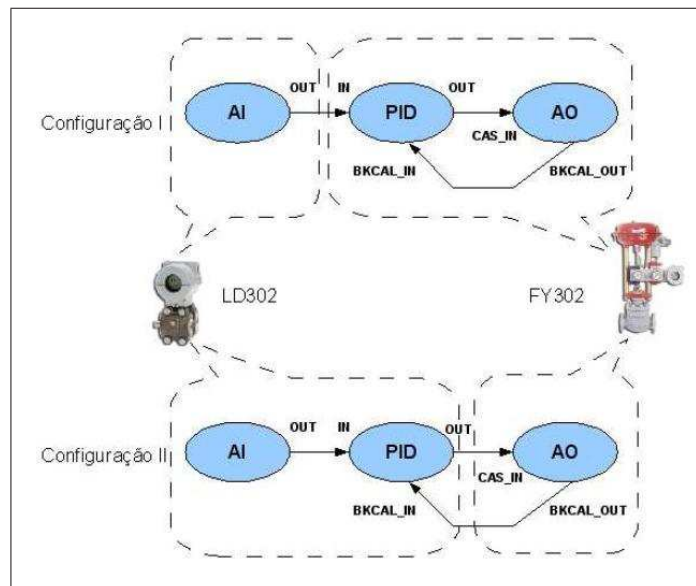 OUT IN OUT
Configuração I
AI
PID
AO
CAS_IN
BKCAL_IN
BKCAL_OUT
LD302
FY302
OUT IN OUT
Configuração II
AI
PID
AO
CAS_IN
BKCAL_IN
BKCAL_OUT